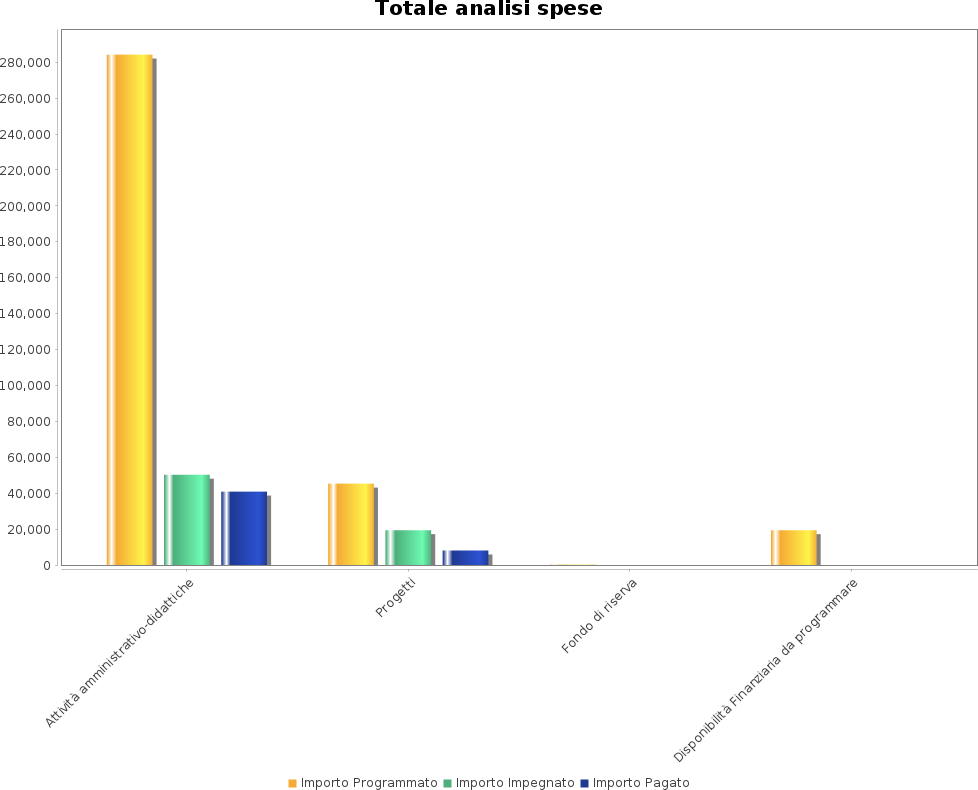 Totale analisi spese
280,000
260,000
240,000
220,000
200,000
180,000
160,000
140,000
120,000
100,000
80,000
60,000
40,000
20,000
0
Attività amministrativo-didattiche
Progetti
Fondo di riserva
Disponibilità Finanziaria da programmare
Importo Programmato Importo Impegnato Importo Pagato